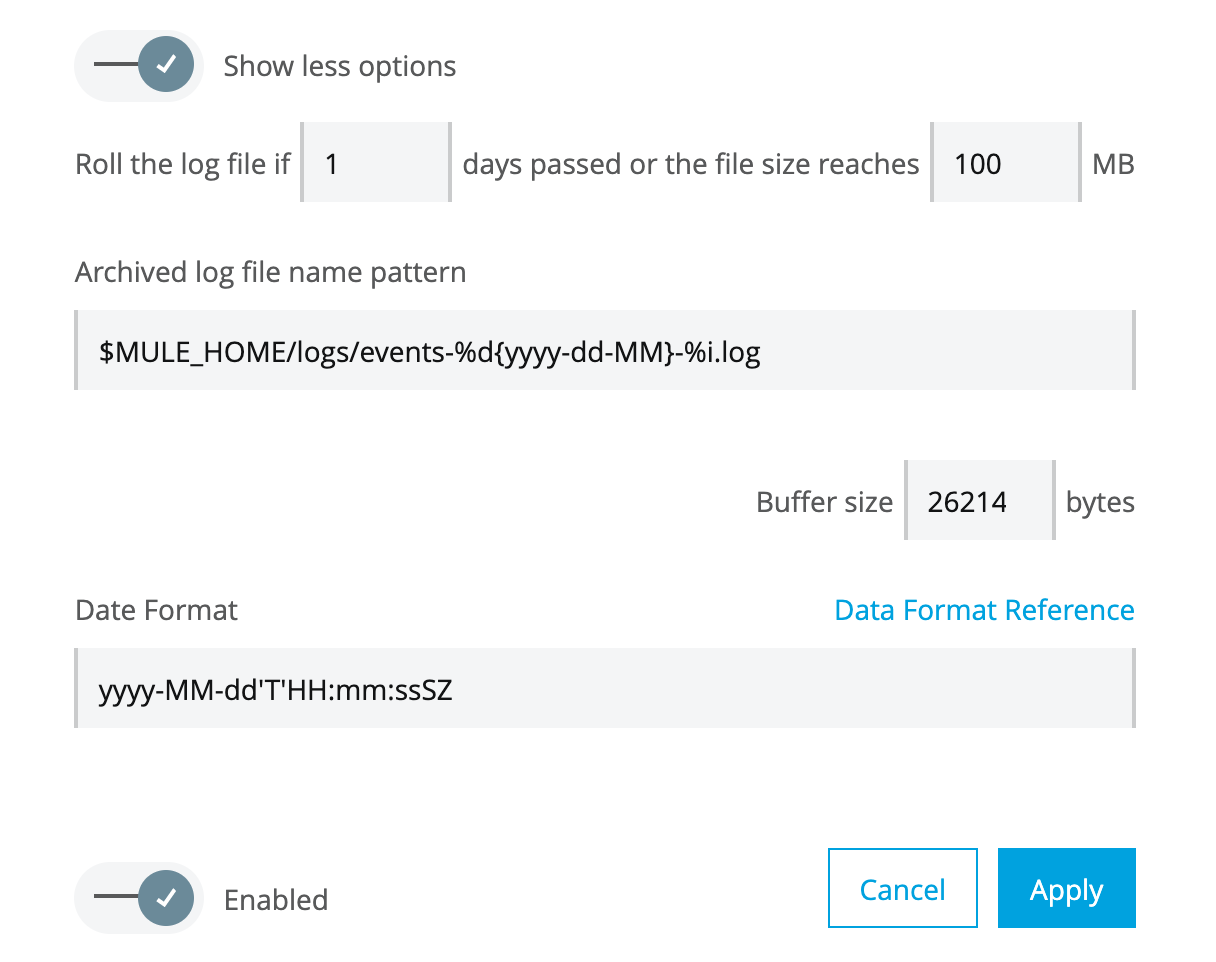 Show less options
Roll the log file if 1 days passed or the file size reaches 100 MB
Archived log file name pattern
$MULE_HOME/logs/events-%d{yyyy-dd-MM}-%i.log
Buffer size 26214 bytes
Date Format Data Format Reference
yyyy-MM-dd'T'HH:mm:ssSZ
Enabled Cancel Apply